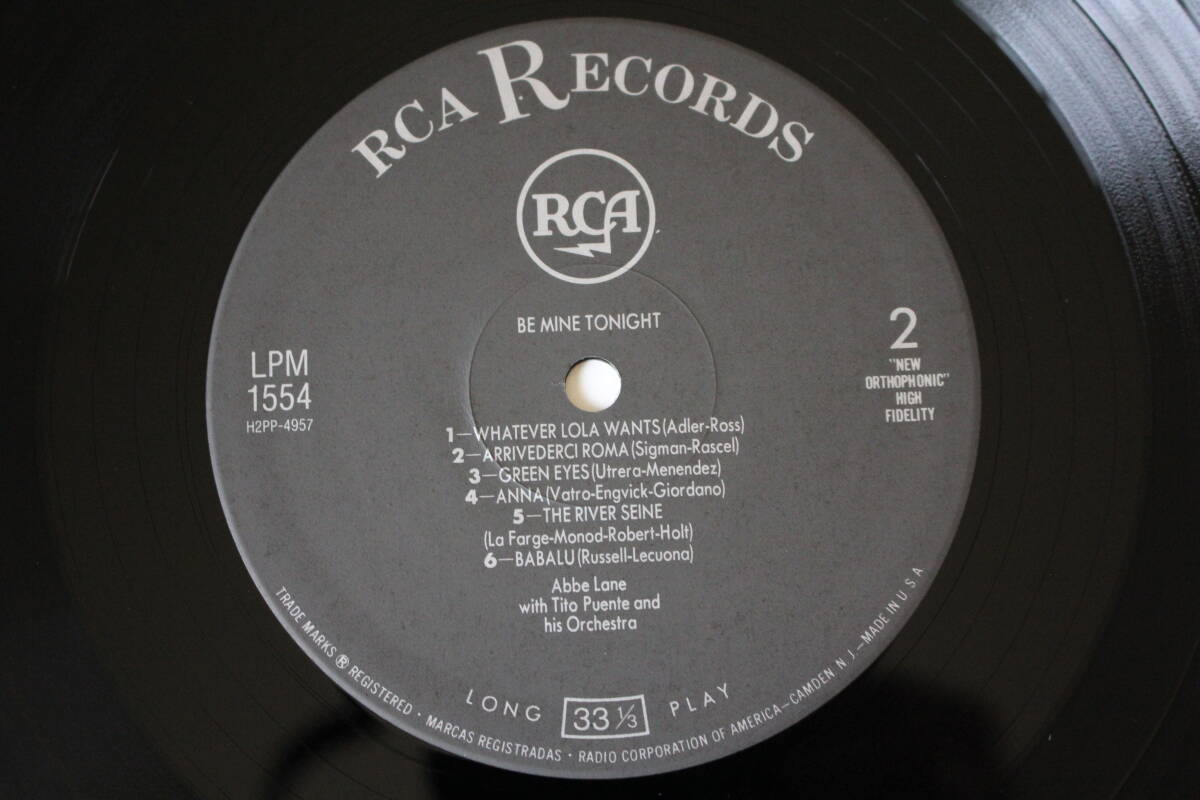 RCA RECORDS
RCA
BE MINE TONIGHT
LPM
1554
H2PP-4957
2
"NEW
ORTHOPHONIC"
HIGH
FIDELITY
1—WHATEVER LOLA WANTS (Adler-Ross)
2—ARRIVEDERCI ROMA (Sigman-Rascel)
3—GREEN EYES (Utrera-Menendez)
4—ANNA (Vatro-Engvick-Giordano)
5—THE RIVER SEINE
(La Farge-Monod-Robert-Holt)
6—BABALU (Russell-Lecuona)
Abbe Lane
with Tito Puente and
his Orchestra
LONG 33 1/3 PLAY
TRADE MARKS ® REGISTERED · MARCAS REGISTRADAS · RADIO CORPORATION OF AMERICA—CAMDEN N J.—MADE IN U S A